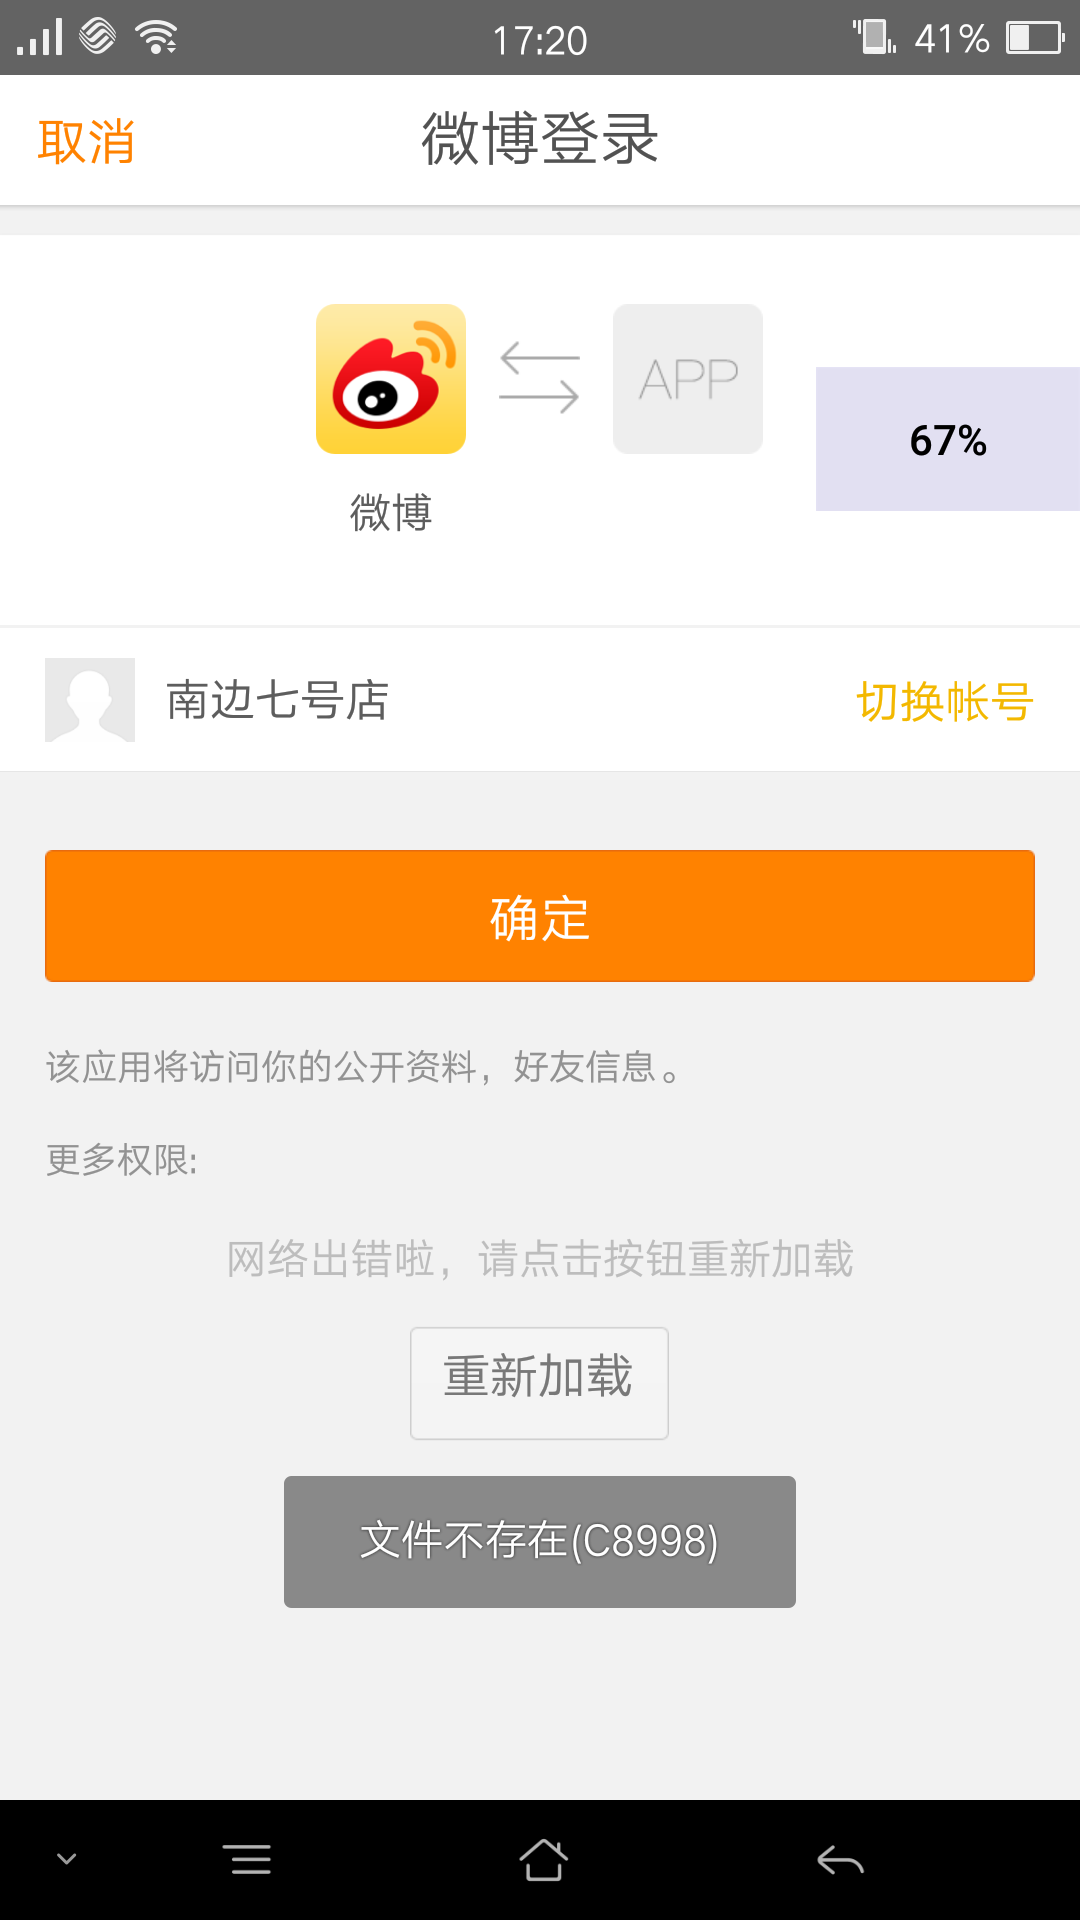 17:20
41%
取消
微博登录
APP
67%
微博
南边七号店
切换帐号
确定
该应用将访问你的公开资料，好友信息。
更多权限:
网络出错啦，请点击按钮重新加载
重新加载
文件不存在(C8998)